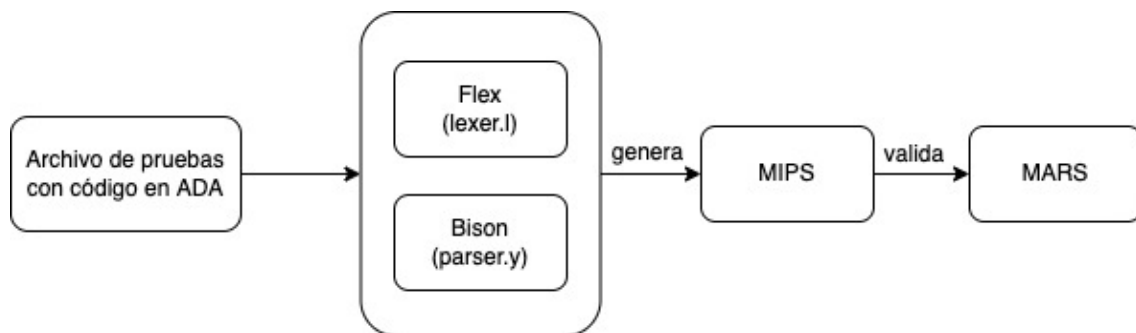 Archivo de pruebas
con código en ADA
Flex
(lexer.l)
Bison
(parser.y)
genera
MIPS
valida
MARS